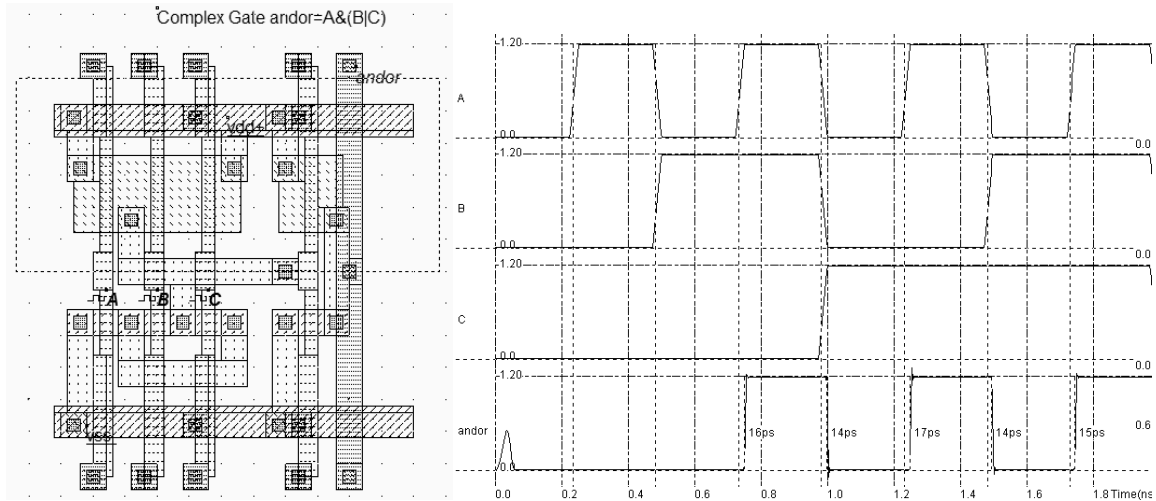 Complex Gate andor=A&(B|C)
andor
vdd+
A
B
C
vss-
1.20
A
0.0
0.0
1.20
B
0.0
0.0
1.20
C
0.0
0.0
1.20
andor
16ps
14ps
17ps
14ps
15ps
0.6
0.0
0.0
0.2
0.4
0.6
0.8
1.0
1.2
1.4
1.6
1.8
Time(ns